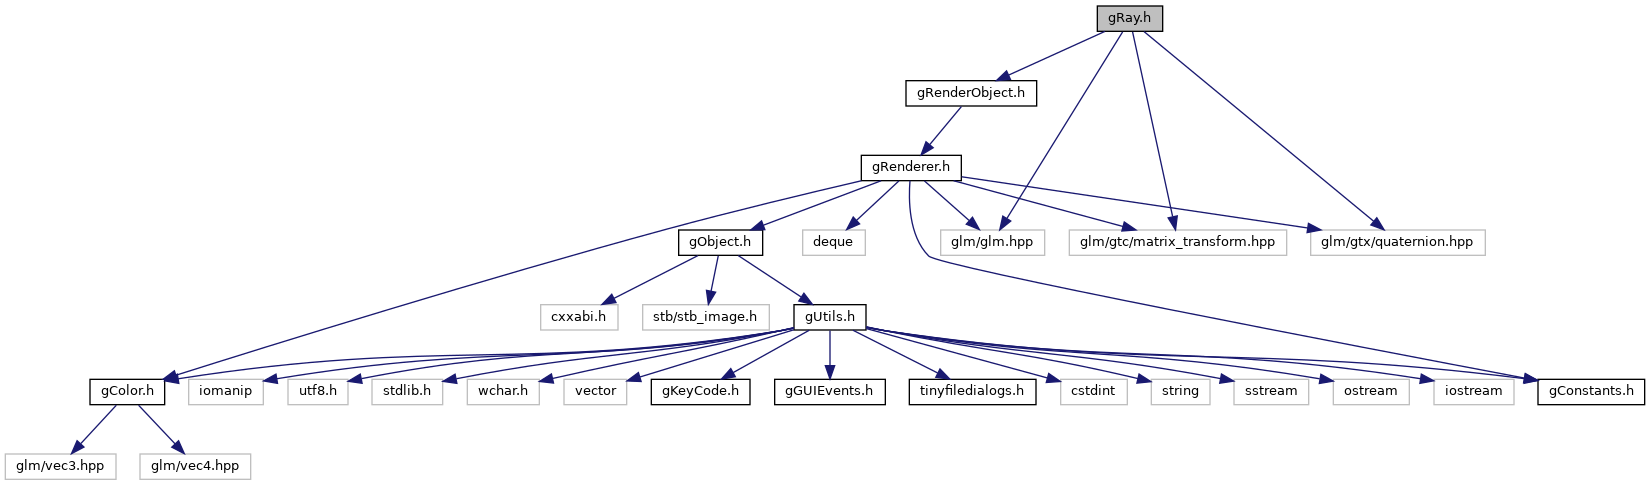 gRay.h
gRenderObject.h
gRenderer.h
gObject.h
deque
glm/glm.hpp
glm/gtc/matrix_transform.hpp
glm/gtx/quaternion.hpp
cxxabi.h
stb/stb_image.h
gUtils.h
gColor.h
iomanip
utf8.h
stdlib.h
wchar.h
vector
gKeyCode.h
gGUIEvents.h
tinyfiledialogs.h
cstdint
string
sstream
ostream
iostream
gConstants.h
glm/vec3.hpp
glm/vec4.hpp